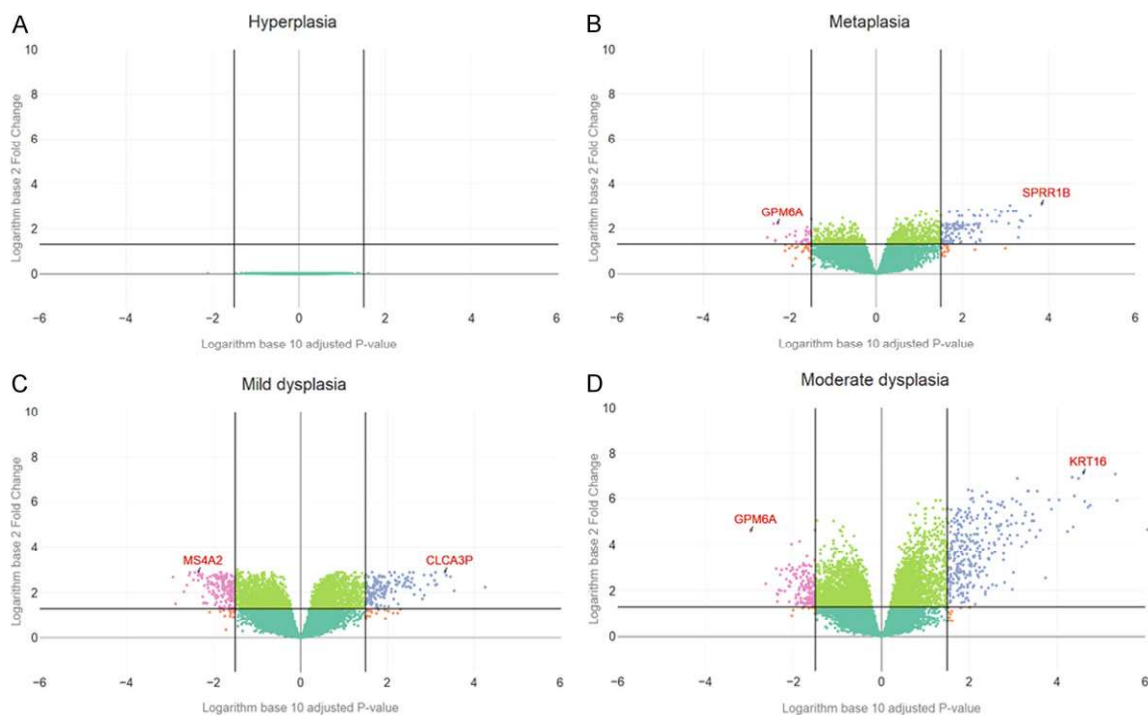 A
Hyperplasia
10
8
6
4
2
0
Logarithm base 2 Fold Change
−6 −4 −2 0 2 4 6
Logarithm base 10 adjusted P-value
B
Metaplasia
10
8
6
4
2
0
Logarithm base 2 Fold Change
GPM6A
SPRR1B
−6 −4 −2 0 2 4 6
Logarithm base 10 adjusted P-value
C
Mild dysplasia
10
8
6
4
2
0
Logarithm base 2 Fold Change
MS4A2
CLCA3P
−6 −4 −2 0 2 4 6
Logarithm base 10 adjusted P-value
D
Moderate dysplasia
10
8
6
4
2
0
Logarithm base 2 Fold Change
GPM6A
KRT16
−6 −4 −2 0 2 4 6
Logarithm base 10 adjusted P-value